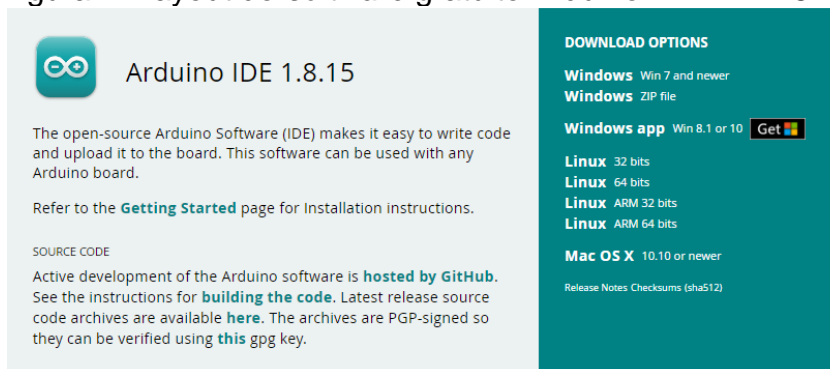 Arduino IDE 1.8.15
The open-source Arduino Software (IDE) makes it easy to write code
and upload it to the board. This software can be used with any
Arduino board.
Refer to the Getting Started page for Installation instructions.
SOURCE CODE
Active development of the Arduino software is hosted by GitHub.
See the instructions for building the code. Latest release source
code archives are available here. The archives are PGP-signed so
they can be verified using this gpg key.
DOWNLOAD OPTIONS
Windows Win 7 and newer
Windows ZIP file
Windows app Win 8.1 or 10 Get
Linux 32 bits
Linux 64 bits
Linux ARM 32 bits
Linux ARM 64 bits
Mac OS X 10.10 or newer
Release Notes Checksums (sha512)